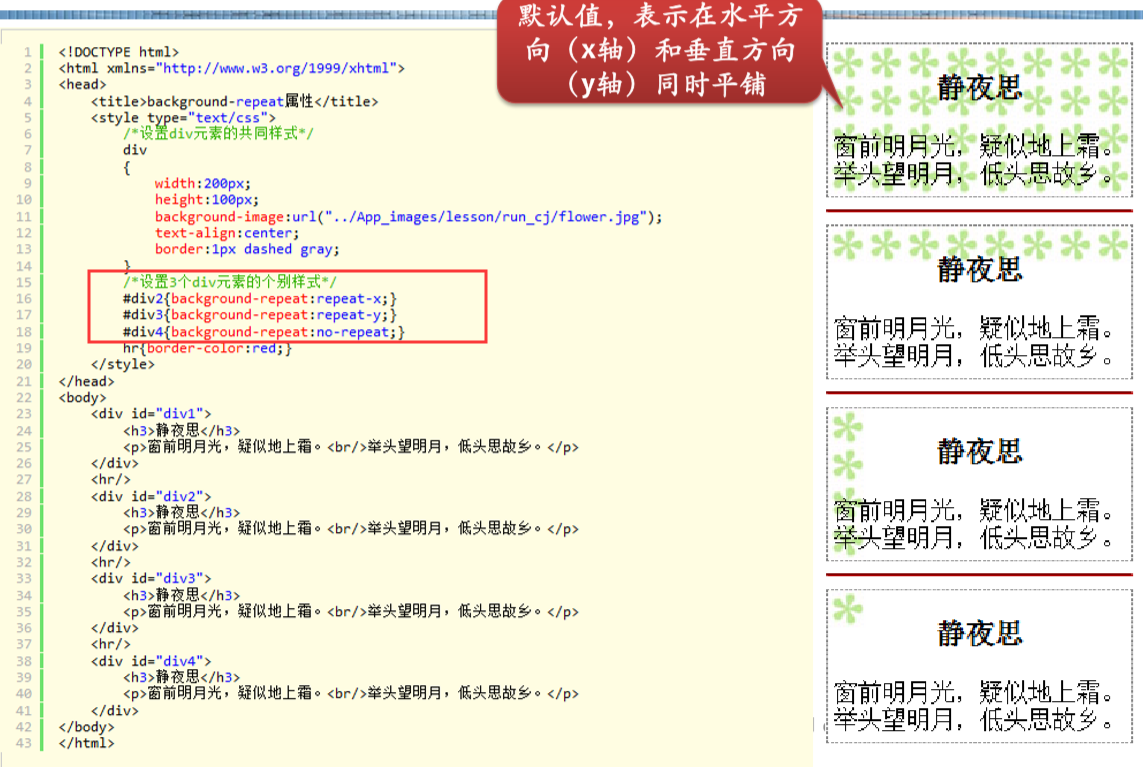 默认值，表示在水平方
向（x轴）和垂直方向
（y轴）同时平铺
1 <!DOCTYPE html>
2 <html xmlns="http://www.w3.org/1999/xhtml">
3 <head>
4 <title>background-repeat属性</title>
5 <style type="text/css">
6 /*设置div元素的共同样式*/
7 div
8 {
9 width:200px;
10 height:100px;
11 background-image:url("../App_images/lesson/run_cj/flower.jpg");
12 text-align:center;
13 border:1px dashed gray;
14 }
15 /*设置3个div元素的个别样式*/
16 #div2{background-repeat:repeat-x;}
17 #div3{background-repeat:repeat-y;}
18 #div4{background-repeat:no-repeat;}
19 hr{border-color:red;}
20 </style>
21 </head>
22 <body>
23 <div id="div1">
24 <h3>静夜思</h3>
25 <p>窗前明月光，疑似地上霜。<br/>举头望明月，低头思故乡。</p>
26 </div>
27 <hr/>
28 <div id="div2">
29 <h3>静夜思</h3>
30 <p>窗前明月光，疑似地上霜。<br/>举头望明月，低头思故乡。</p>
31 </div>
32 <hr/>
33 <div id="div3">
34 <h3>静夜思</h3>
35 <p>窗前明月光，疑似地上霜。<br/>举头望明月，低头思故乡。</p>
36 </div>
37 <hr/>
38 <div id="div4">
39 <h3>静夜思</h3>
40 <p>窗前明月光，疑似地上霜。<br/>举头望明月，低头思故乡。</p>
41 </div>
42 </body>
43 </html>
静夜思
窗前明月光，疑似地上霜。
举头望明月，低头思故乡。
静夜思
窗前明月光，疑似地上霜。
举头望明月，低头思故乡。
静夜思
窗前明月光，疑似地上霜。
举头望明月，低头思故乡。
静夜思
窗前明月光，疑似地上霜。
举头望明月，低头思故乡。